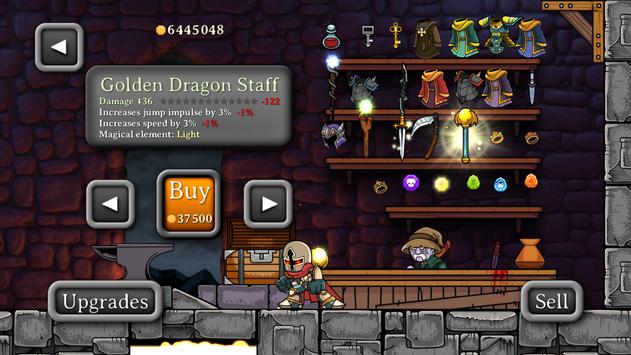 6445048
Golden Dragon Staff
Damage 436 -122
Increases jump impulse by 3% -1%
Increases speed by 3% -1%
Magical element: Light
Buy
37500
Upgrades
Sell